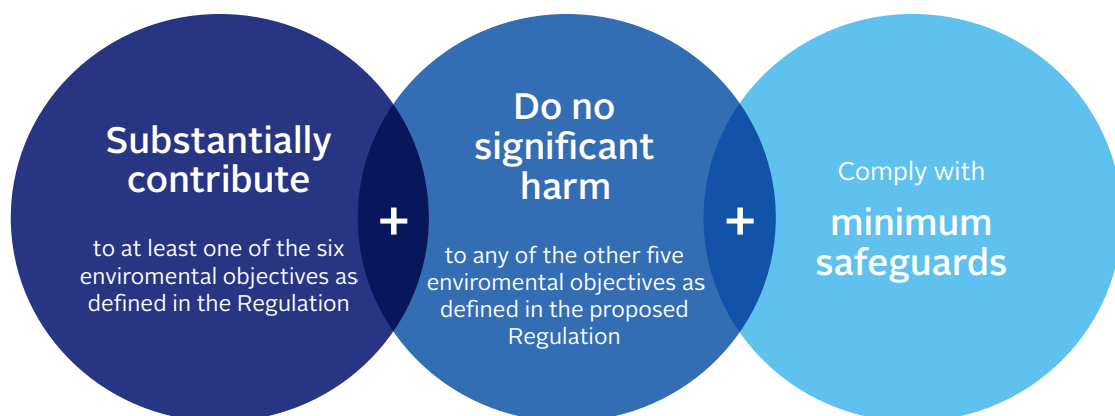 Substantially
contribute
to at least one of the six
enviromental objectives as
defined in the Regulation
+
Do no
significant
harm
to any of the other five
enviromental objectives as
defined in the proposed
Regulation
+
Comply with
minimum
safeguards